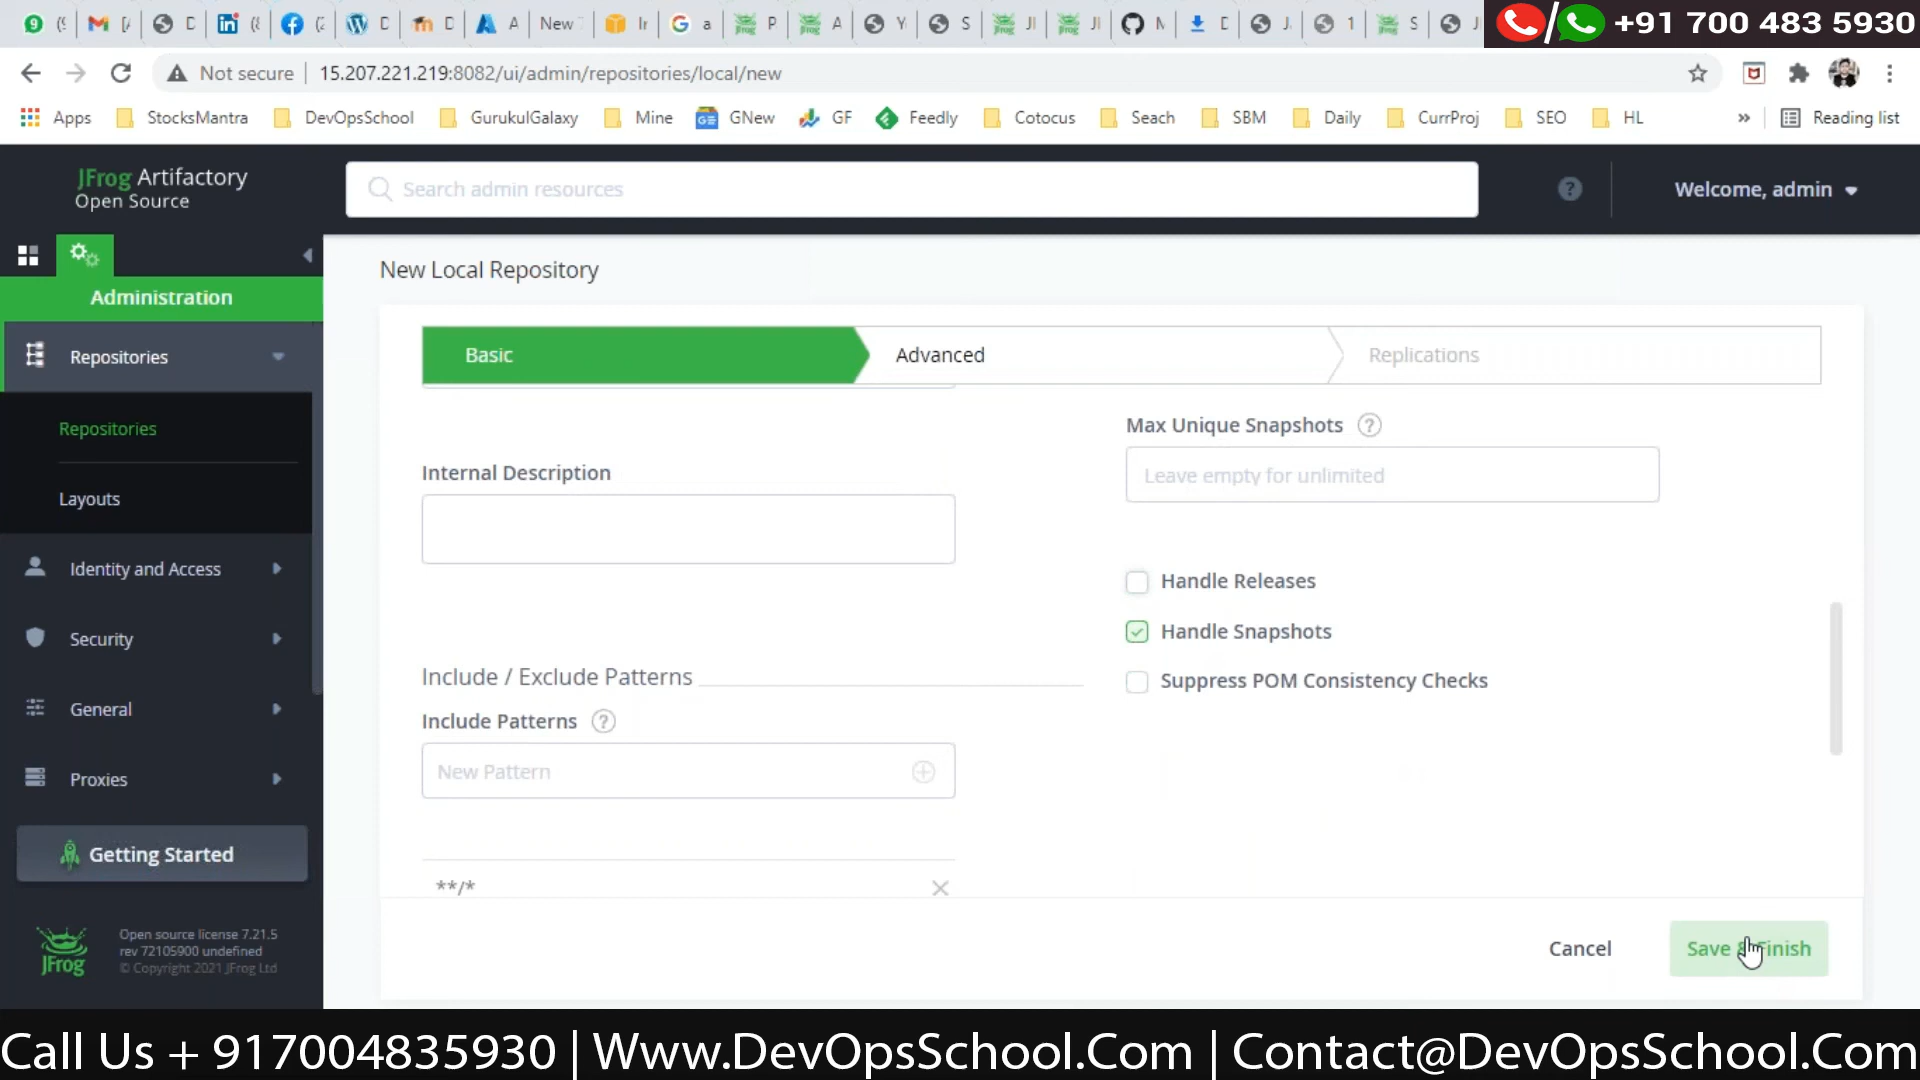 +91 700 483 5930
New
Not secure
15.207.221.219:8082/ui/admin/repositories/local/new
Apps
StocksMantra
DevOpsSchool
GurukulGalaxy
Mine
GNew
GF
Feedly
Cotocus
Seach
SBM
Daily
CurrProj
SEO
HL
»
Reading list
JFrog Artifactory
Open Source
Search admin resources
Welcome, admin
Administration
Repositories
Repositories
Layouts
Identity and Access
Security
General
Proxies
Getting Started
JFrog
Open source license 7.21.5
rev 72105900 undefined
© Copyright 2021 JFrog Ltd
New Local Repository
Basic
Advanced
Replications
Internal Description
Include / Exclude Patterns
Include Patterns
New Pattern
**/*
Max Unique Snapshots
Leave empty for unlimited
Handle Releases
Handle Snapshots
Suppress POM Consistency Checks
Cancel
Save & Finish
Call Us + 917004835930 | Www.DevOpsSchool.Com | Contact@DevOpsSchool.Com